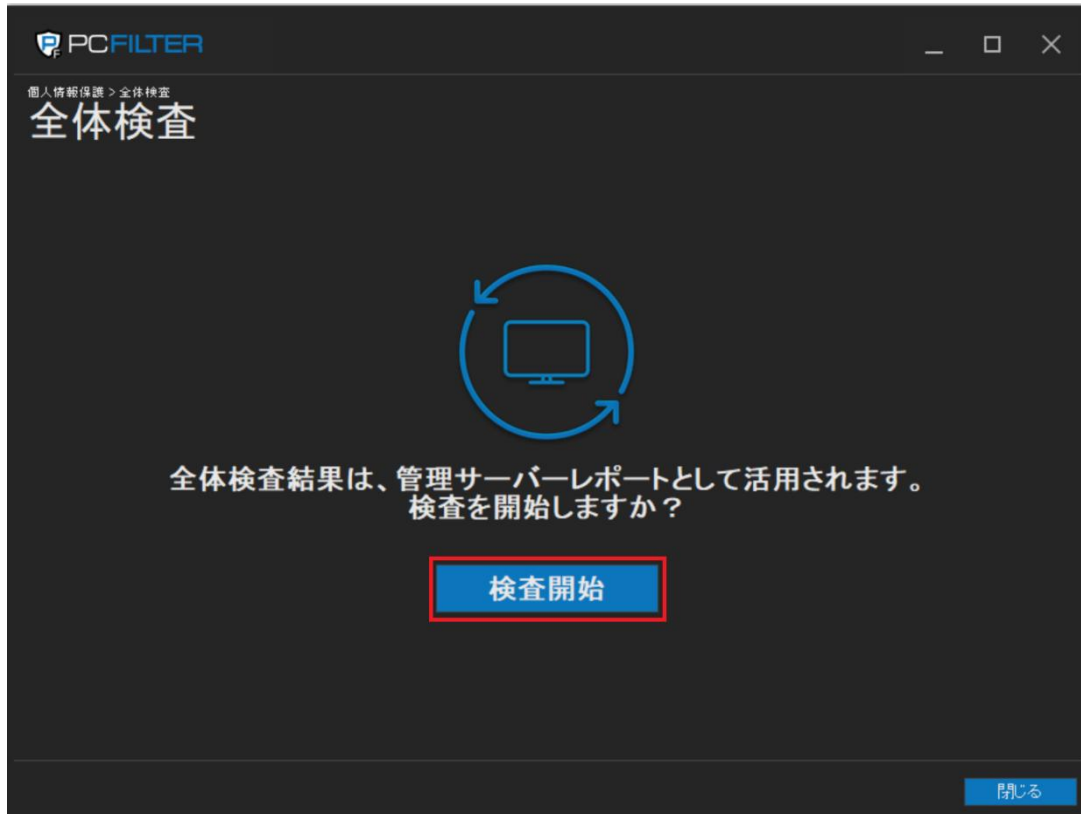 PCFILTER
個人情報保護 > 全体検査
全体検査
全体検査結果は、管理サーバーレポートとして活用されます。
検査を開始しますか？
検査開始
閉じる